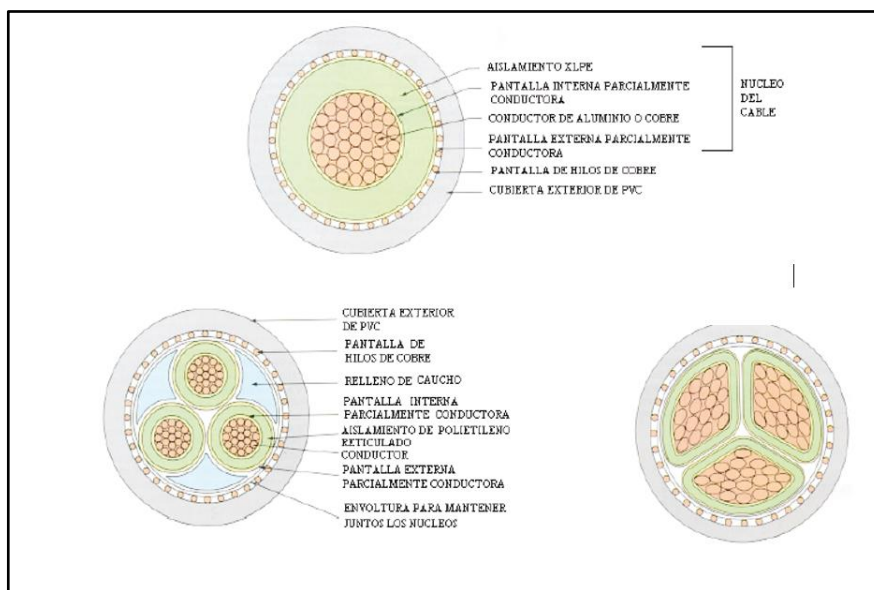 AISLAMIENTO XLPE
PANTALLA INTERNA PARCIALMENTE
CONDUCTORA
CONDUCTOR DE ALUMINIO O COBRE
PANTALLA EXTERNA PARCIALMENTE
CONDUCTORA
PANTALLA DE HILOS DE COBRE
CUBIERTA EXTERIOR DE PVC
NUCLEO
DEL
CABLE
CUBIERTA EXTERIOR
DE PVC
PANTALLA DE
HILOS DE COBRE
RELLENO DE CAUCHO
PANTALLA INTERNA
PARCIALMENTE CONDUCTORA
AISLAMIENTO DE POLIETILENO
RETICULADO
CONDUCTOR
PANTALLA EXTERNA
PARCIALMENTE CONDUCTORA
ENVOLTURA PARA MANTENER
JUNTOS LOS NUCLEOS